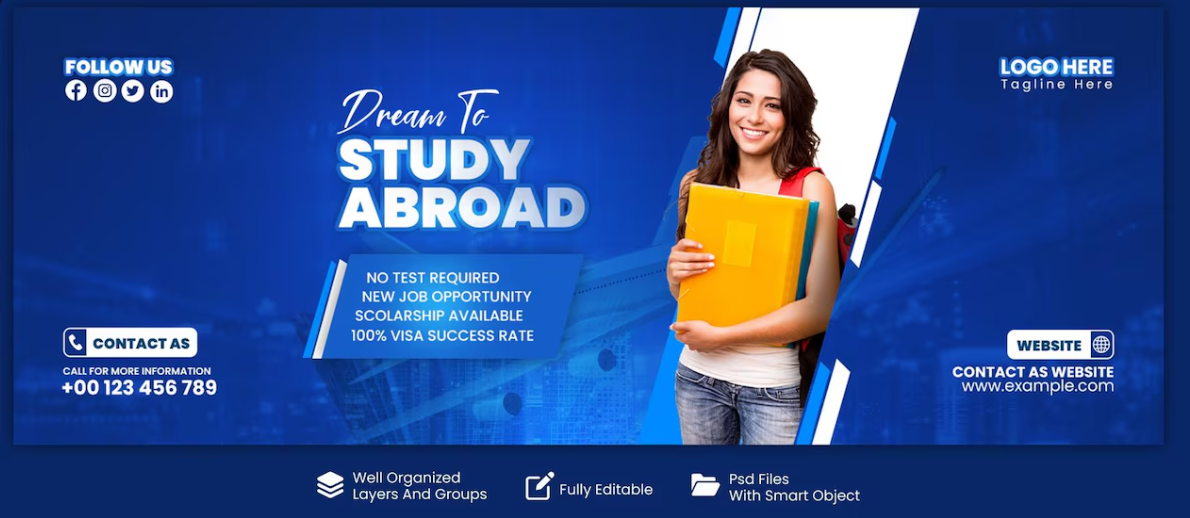 FOLLOW US
LOGO HERE
Tagline Here
Dream To
STUDY
ABROAD
NO TEST REQUIRED
NEW JOB OPPORTUNITY
SCOLARSHIP AVAILABLE
100% VISA SUCCESS RATE
CONTACT AS
CALL FOR MORE INFORMATION
+00 123 456 789
WEBSITE
CONTACT AS WEBSITE
www.example.com
Well Organized
Layers And Groups
Fully Editable
Psd Files
With Smart Object